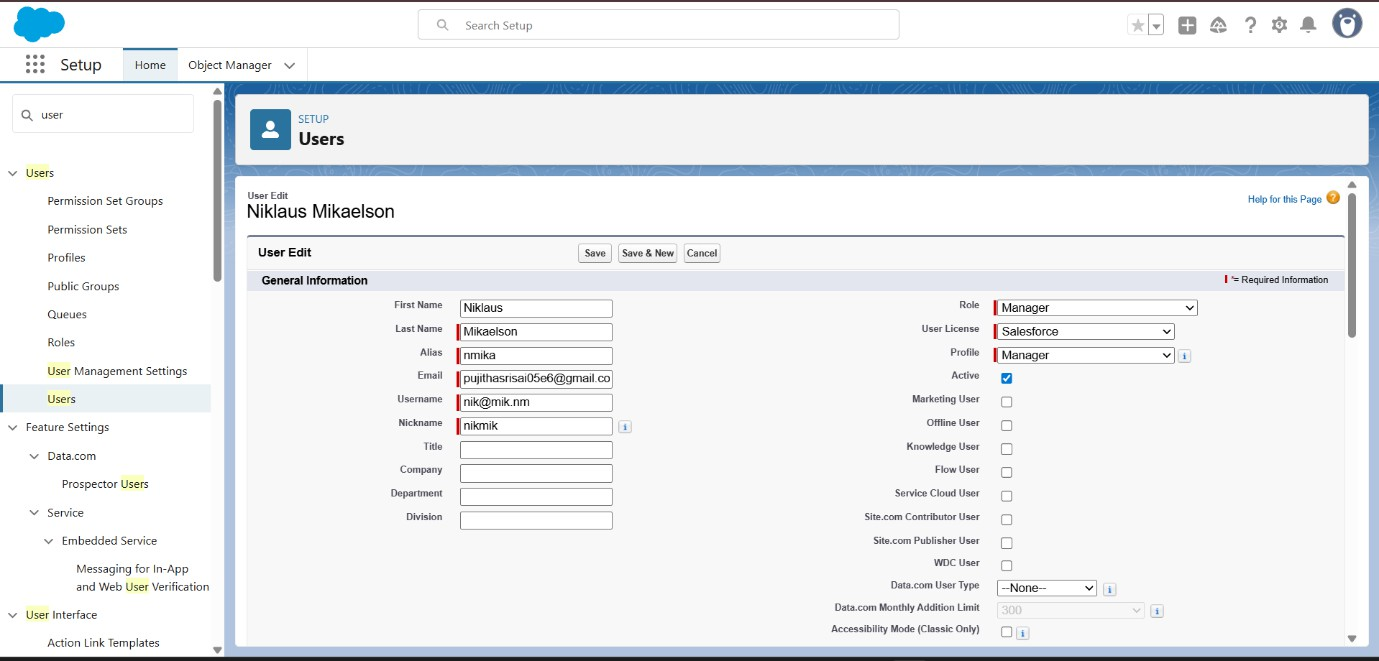 Search Setup
Setup
Home
Object Manager
user
Users
Permission Set Groups
Permission Sets
Profiles
Public Groups
Queues
Roles
User Management Settings
Users
Feature Settings
Data.com
Prospector Users
Service
Embedded Service
Messaging for In-App
and Web User Verification
User Interface
Action Link Templates
SETUP
Users
User Edit
Niklaus Mikaelson
Help for this Page ?
User Edit
Save
Save & New
Cancel
General Information
= Required Information
First Name Niklaus
Last Name Mikaelson
Alias nmika
Email pujithasrisai05e6@gmail.co
Username nik@mik.nm
Nickname nikmik
Title
Company
Department
Division
Role Manager
User License Salesforce
Profile Manager
Active
Marketing User
Offline User
Knowledge User
Flow User
Service Cloud User
Site.com Contributor User
Site.com Publisher User
WDC User
Data.com User Type --None--
Data.com Monthly Addition Limit 300
Accessibility Mode (Classic Only)